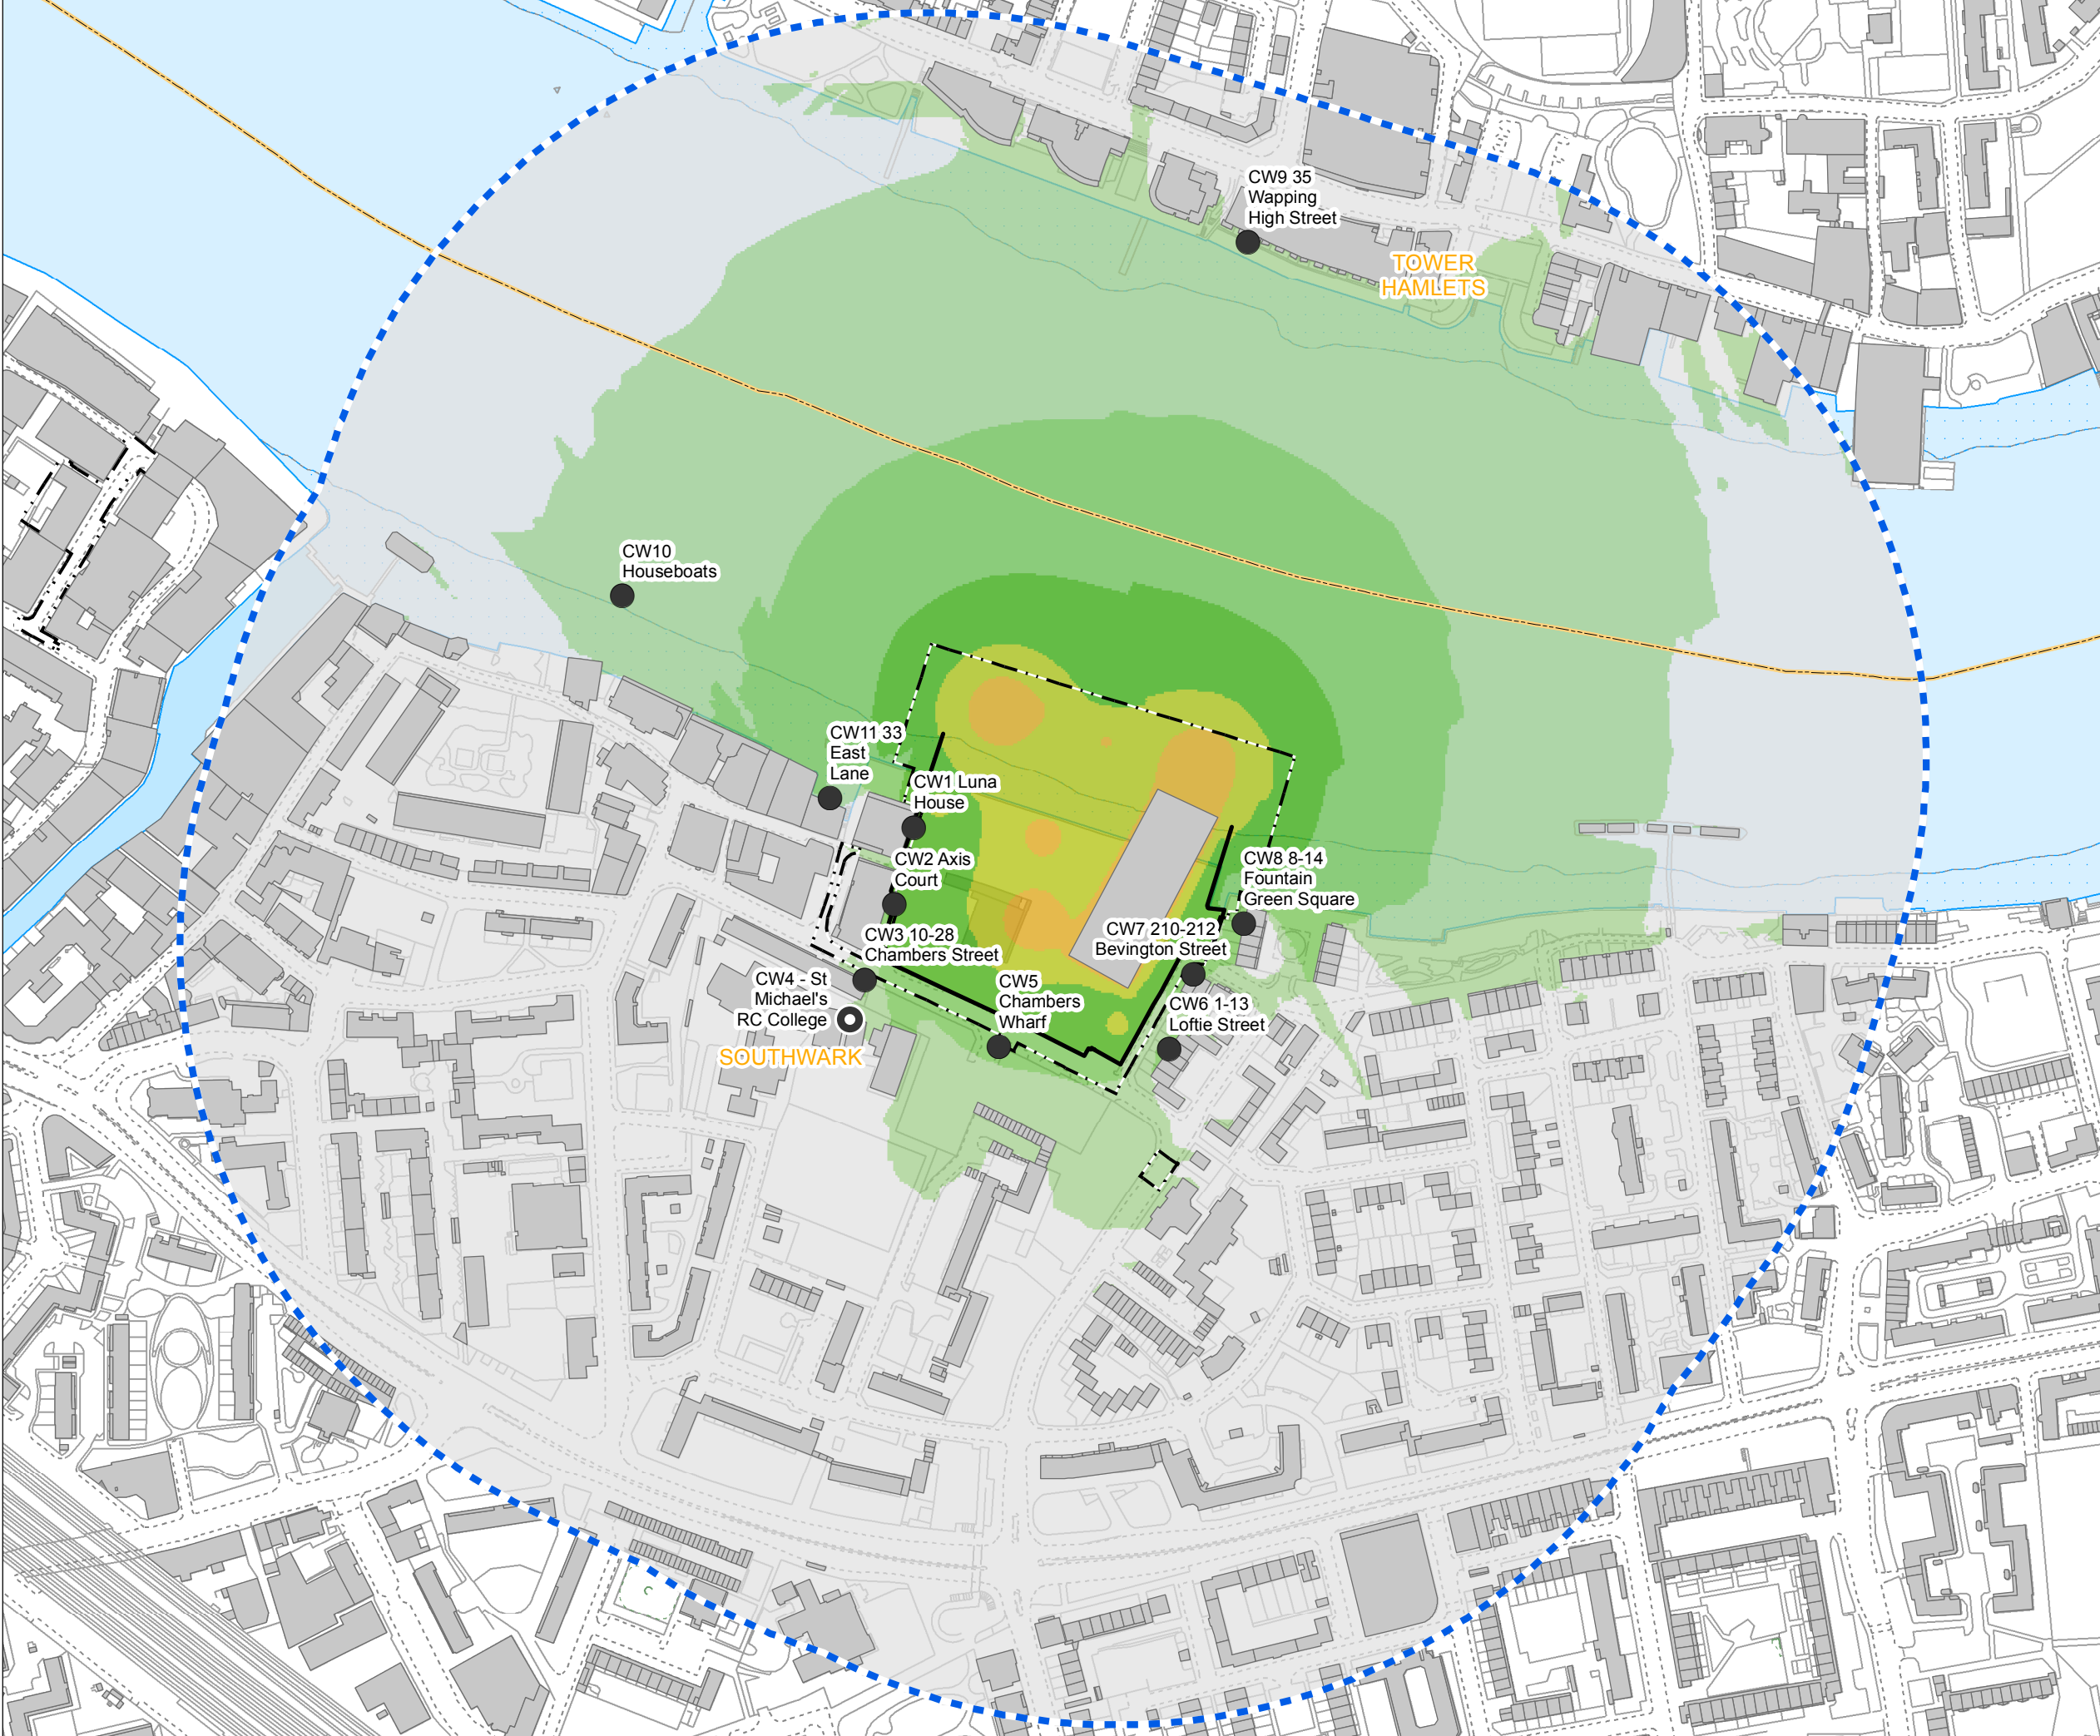 CW9 35
Wapping
High Street
TOWER
HAMLETS
CW10
Houseboats
CW11 33
East
Lane
CW1 Luna
House
CW2 Axis
Court
CW8 8-14
Fountain
Green Square
CW3 10-28
Chambers Street
CW7 210-212
Bevington Street
CW4 - St
Michael's
RC College
CW5
Chambers
Wharf
CW6 1-13
Loftie Street
SOUTHWARK